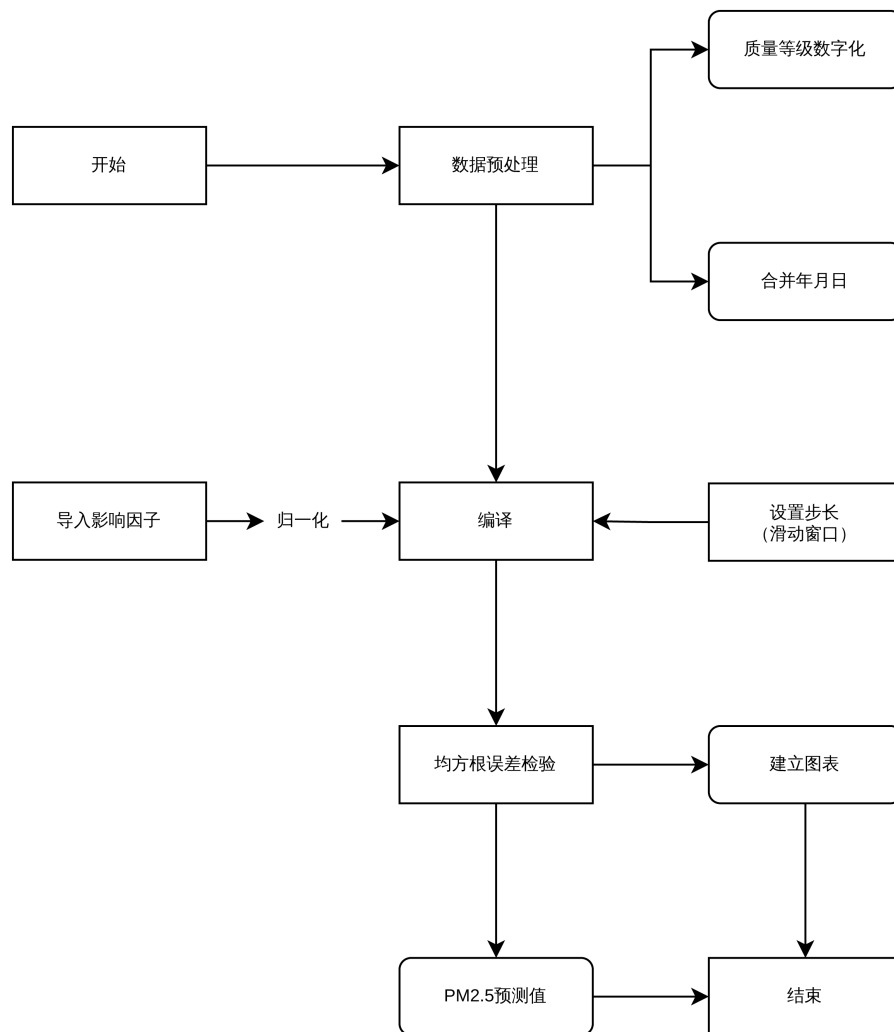 质量等级数字化
开始
数据预处理
合并年月日
导入影响因子
归一化
编译
设置步长
（滑动窗口）
均方根误差检验
建立图表
PM2.5预测值
结束